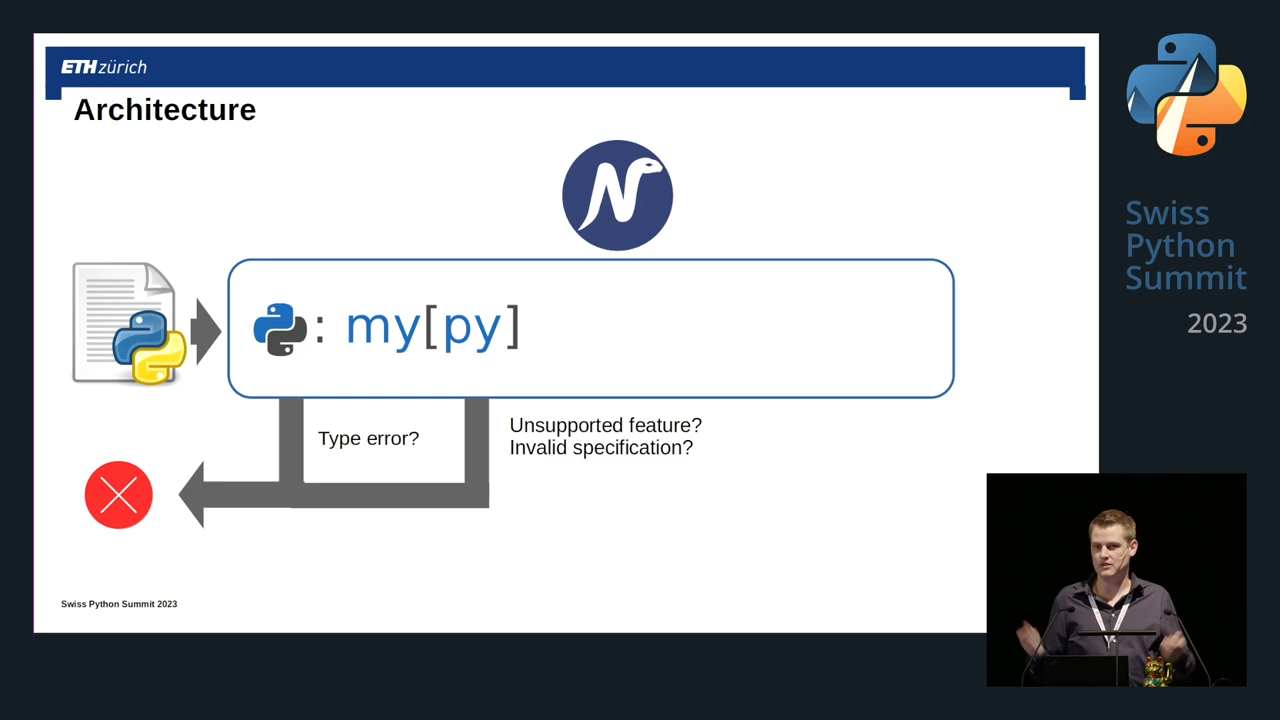 ETH zürich
Architecture
N
: my[py]
Type error?
Unsupported feature?
Invalid specification?
Swiss Python Summit 2023
Swiss
Python
Summit
2023